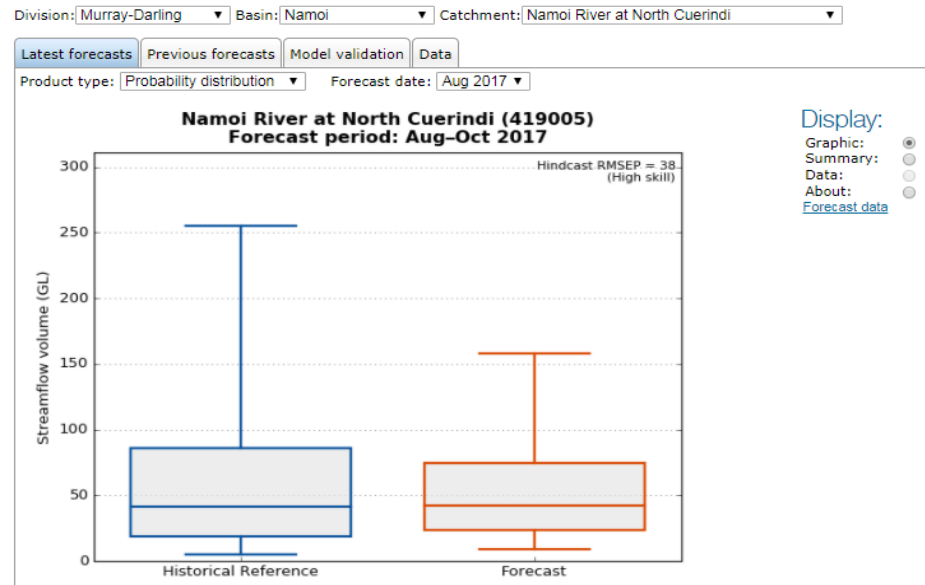 Division: Murray-Darling ▼ Basin: Namoi ▼ Catchment: Namoi River at North Cuerindi ▼
Latest forecasts Previous forecasts Model validation Data
Product type: Probability distribution ▼ Forecast date: Aug 2017 ▼
Namoi River at North Cuerindi (419005)
Forecast period: Aug–Oct 2017
Hindcast RMSEP = 38
(High skill)
Streamflow volume (GL)
300
250
200
150
100
50
0
Historical Reference Forecast
Display:
Graphic:
Summary:
Data:
About:
Forecast data